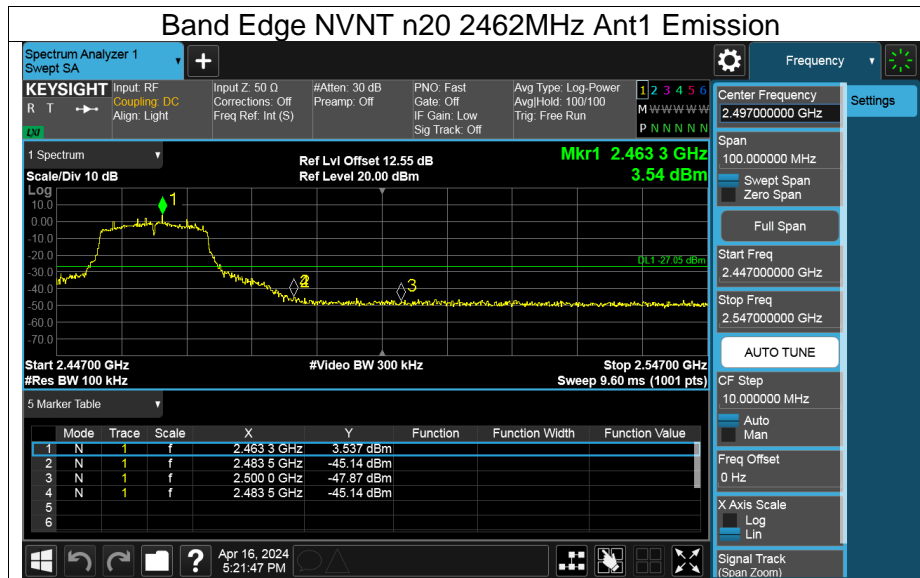 Band Edge NVNT n20 2462MHz Ant1 Emission
Spectrum Analyzer 1
Swept SA
+
Frequency
KEYSIGHT
R T
LXI
Input: RF
Coupling: DC
Align: Light
Input Z: 50 Ω
Corrections: Off
Freq Ref: Int (S)
#Atten: 30 dB
Preamp: Off
PNO: Fast
Gate: Off
IF Gain: Low
Sig Track: Off
Avg Type: Log-Power
Avg|Hold: 100/100
Trig: Free Run
1 2 3 4 5 6
M W W W W W
P N N N N N
1 Spectrum
Scale/Div 10 dB
Ref Lvl Offset 12.55 dB
Ref Level 20.00 dBm
Mkr1 2.463 3 GHz
3.54 dBm
Log
10.0
0.00
-10.0
-20.0
-30.0
-40.0
-50.0
-60.0
-70.0
1
3
DL1 -27.05 dBm
Start 2.44700 GHz
#Res BW 100 kHz
#Video BW 300 kHz
Stop 2.54700 GHz
Sweep 9.60 ms (1001 pts)
5 Marker Table
Mode Trace Scale X Y Function Function Width Function Value
1 N 1 f 2.463 3 GHz 3.537 dBm
2 N 1 f 2.483 5 GHz -45.14 dBm
3 N 1 f 2.500 0 GHz -47.87 dBm
4 N 1 f 2.483 5 GHz -45.14 dBm
5
6
?
Apr 16, 2024
5:21:47 PM
Center Frequency
2.497000000 GHz
Span
100.000000 MHz
Swept Span
Zero Span
Full Span
Start Freq
2.447000000 GHz
Stop Freq
2.547000000 GHz
AUTO TUNE
CF Step
10.000000 MHz
Auto
Man
Freq Offset
0 Hz
X Axis Scale
Log
Lin
Signal Track
(Span Zoom)
Settings